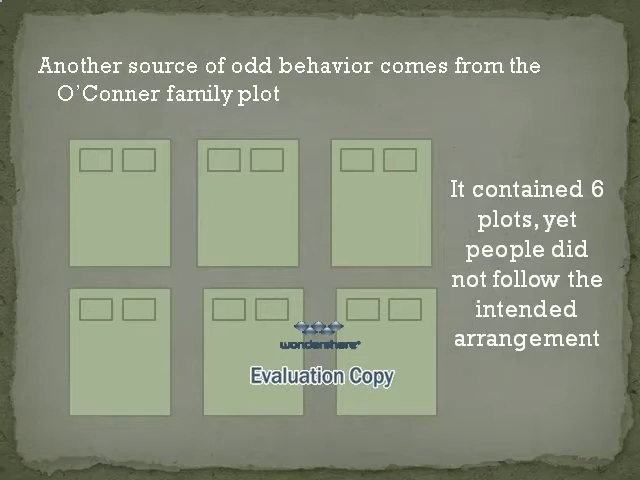 Another source of odd behavior comes from the
O'Conner family plot
It contained 6
plots, yet
people did
not follow the
intended
arrangement
wondershare
Evaluation Copy